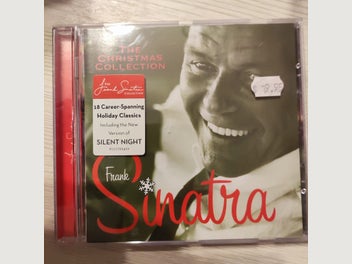 THE
CHRISTMAS
COLLECTION
Frank Sinatra
18 Career-Spanning
Holiday Classics
Including the New
Version of
SILENT NIGHT
Frank
Sinatra